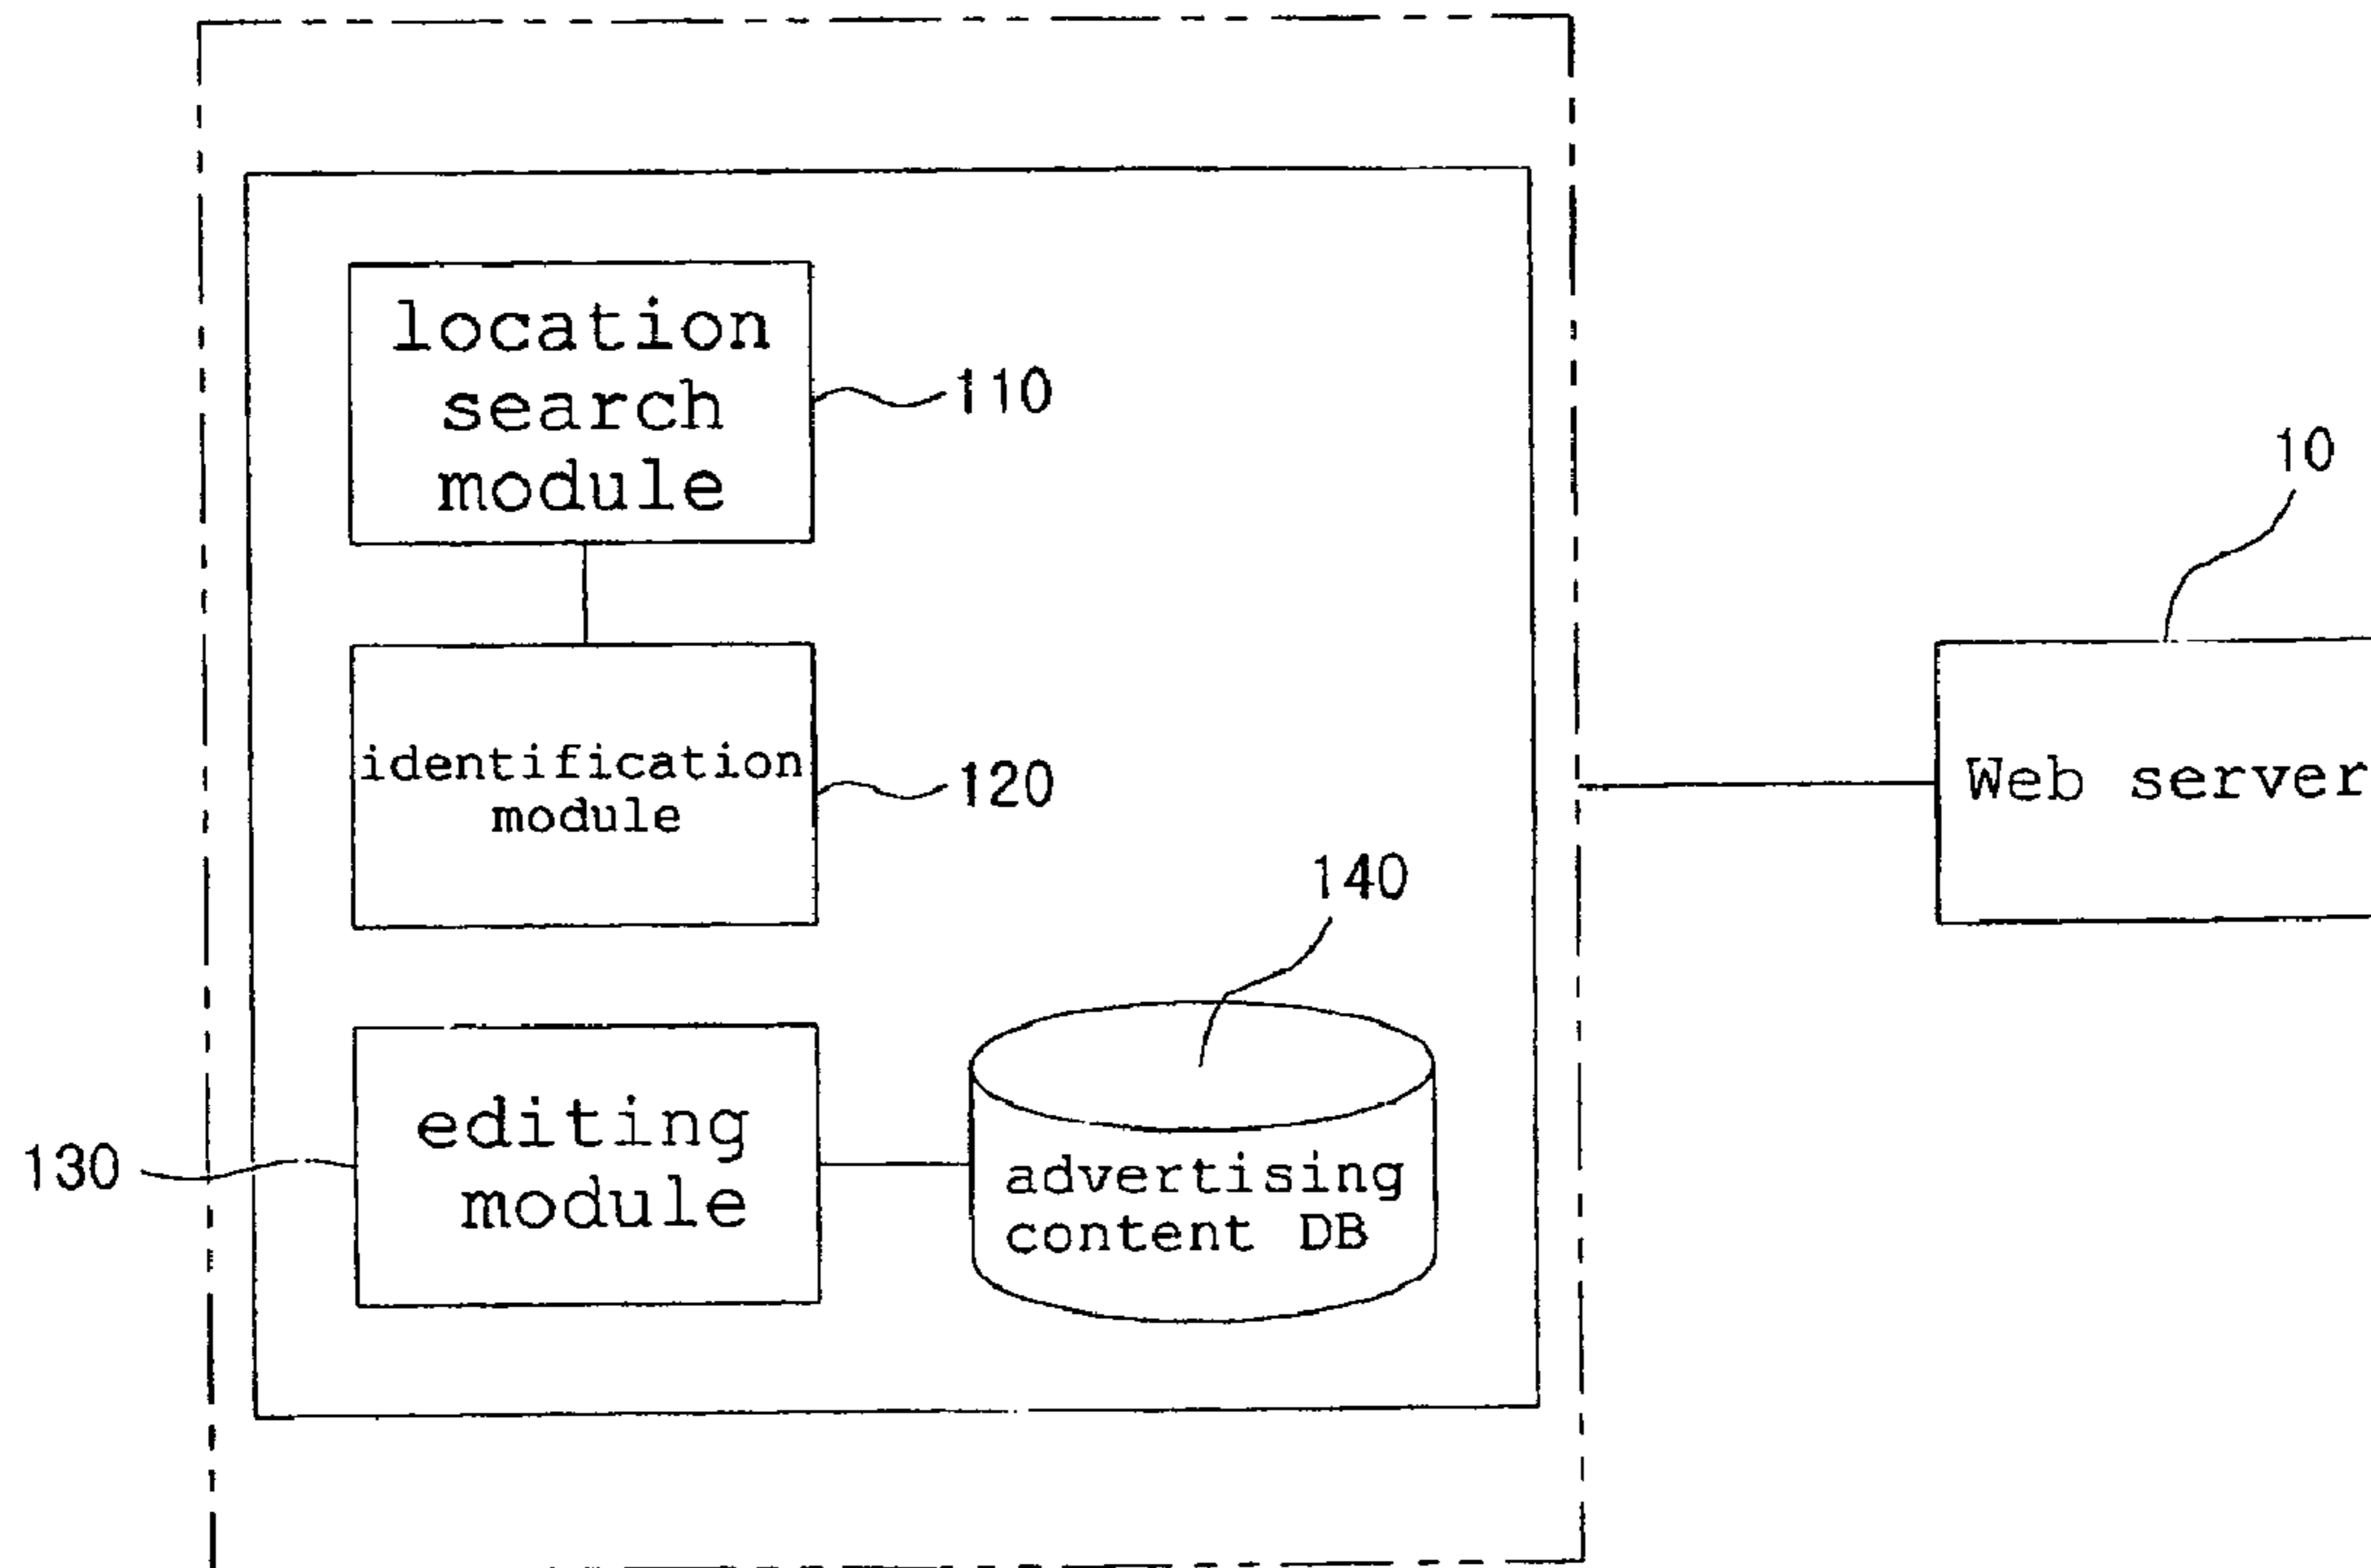 location
search
module
110
10
identification
module
120
Web server
140
130
editing
module
advertising
content DB